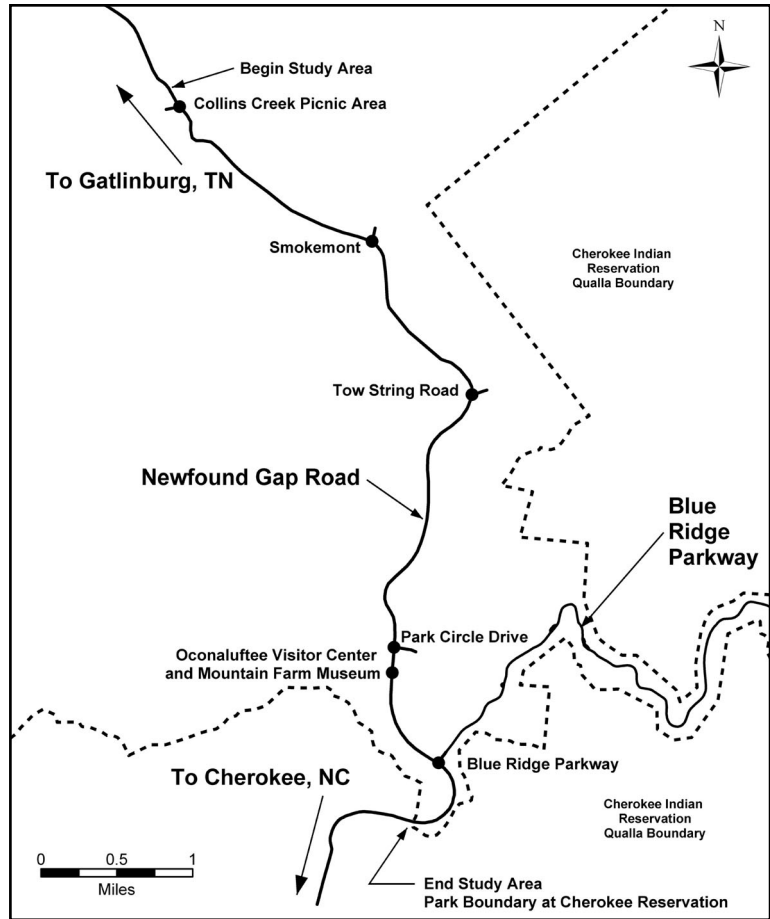 N
Begin Study Area
Collins Creek Picnic Area
To Gatlinburg, TN
Smokemont
Cherokee Indian
Reservation
Qualla Boundary
Tow String Road
Newfound Gap Road
Blue
Ridge
Parkway
Park Circle Drive
Oconaluftee Visitor Center
and Mountain Farm Museum
Blue Ridge Parkway
To Cherokee, NC
Cherokee Indian
Reservation
Qualla Boundary
0 0.5 1
Miles
End Study Area
Park Boundary at Cherokee Reservation